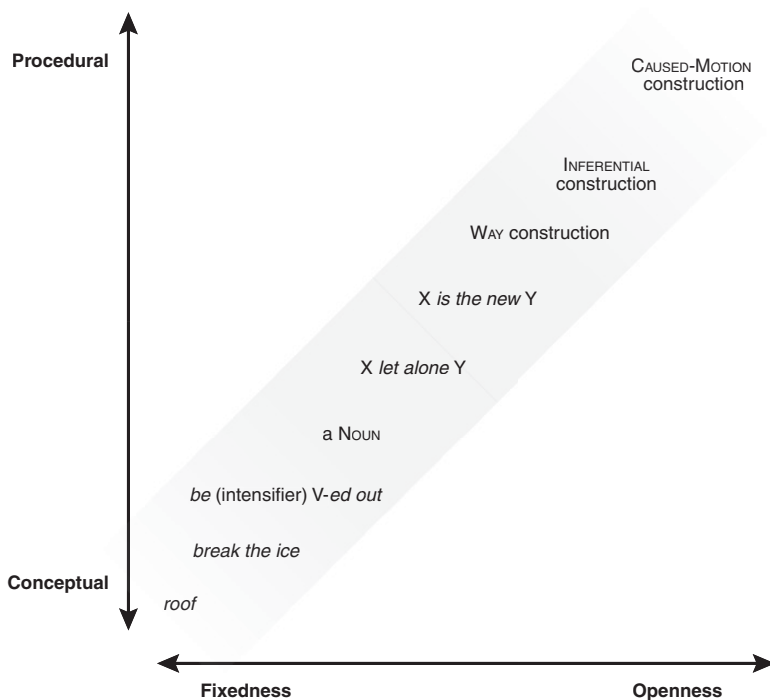 Procedural
CAUSED-MOTION
construction
INFERENTIAL
construction
WAY construction
X is the new Y
X let alone Y
a NOUN
be (intensifier) V-ed out
break the ice
Conceptual
roof
Fixedness Openness